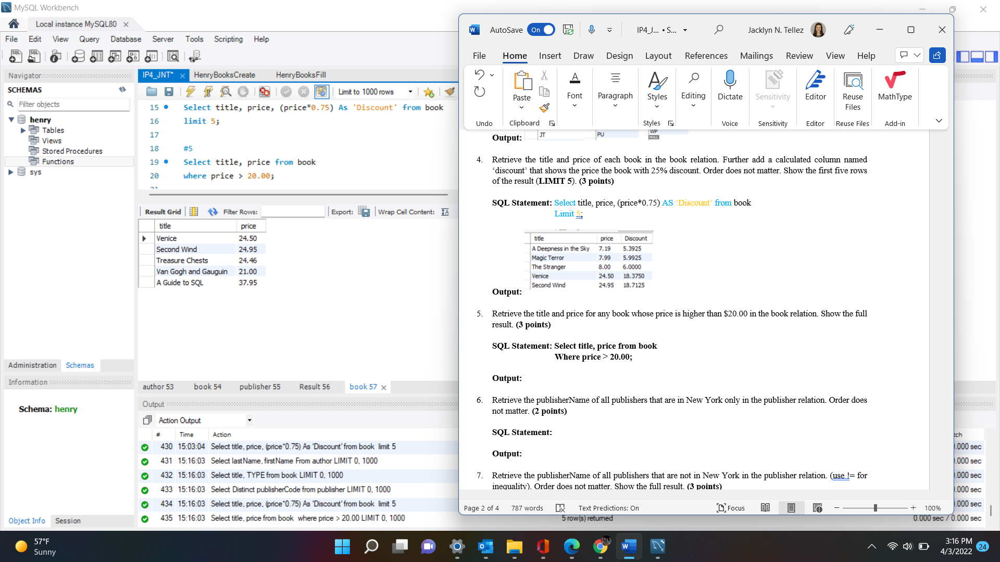 MySQL Workbench
Local instance MySQL80
File Edit View Query Database Server Tools Scripting Help
Navigator
SCHEMAS
Filter objects
henry
Tables
Views
Stored Procedures
Functions
sys
Administration Schemas
Information
Schema: henry
Object Info Session
IP4_JNT* HenryBooksCreate HenryBooksFill
Limit to 1000 rows
15 Select title, price, (price*0.75) As 'Discount' from book
16 limit 5;
17
18 #5
19 Select title, price from book
20 where price > 20.00;
21
Result Grid Filter Rows: Export: Wrap Cell Content:
title price
Venice 24.50
Second Wind 24.95
Treasure Chests 24.46
Van Gogh and Gauguin 21.00
A Guide to SQL 37.95
author 53 book 54 publisher 55 Result 56 book 57
Output
Action Output
# Time Action
430 15:03:04 Select title, price, (price*0.75) As 'Discount' from book limit 5
431 15:16:03 Select lastName, firstName From author LIMIT 0, 1000
432 15:16:03 Select title, TYPE from book LIMIT 0, 1000
433 15:16:03 Select Distinct publisherCode from publisher LIMIT 0, 1000
434 15:16:03 Select title, price, (price*0.75) As 'Discount' from book limit 5
435 15:16:03 Select title, price from book where price > 20.00 LIMIT 0, 1000
5 row(s) returned
0.000 sec / 0.000 sec
AutoSave On IP4_J... • S... Jacklyn N. Tellez
File Home Insert Draw Design Layout References Mailings Review View Help
Paste Font Paragraph Styles Editing Dictate Sensitivity Editor Reuse Files MathType
Undo Clipboard Styles Voice Sensitivity Editor Reuse Files Add-in
Output: JT PU WP
NULL
4. Retrieve the title and price of each book in the book relation. Further add a calculated column named
‘discount’ that shows the price the book with 25% discount. Order does not matter. Show the first five rows
of the result (LIMIT 5). (3 points)
SQL Statement: Select title, price, (price*0.75) AS ‘Discount’ from book
Limit 5;
title price Discount
A Deepness in the Sky 7.19 5.3925
Magic Terror 7.99 5.9925
The Stranger 8.00 6.0000
Venice 24.50 18.3750
Second Wind 24.95 18.7125
Output:
5. Retrieve the title and price for any book whose price is higher than $20.00 in the book relation. Show the full
result. (3 points)
SQL Statement: Select title, price from book
Where price > 20.00;
Output:
6. Retrieve the publisherName of all publishers that are in New York only in the publisher relation. Order does
not matter. (2 points)
SQL Statement:
Output:
7. Retrieve the publisherName of all publishers that are not in New York in the publisher relation. (use != for
inequality). Order does not matter. Show the full result. (3 points)
Page 2 of 4 787 words Text Predictions: On Focus 100%
57°F
Sunny
3:16 PM
4/3/2022
24